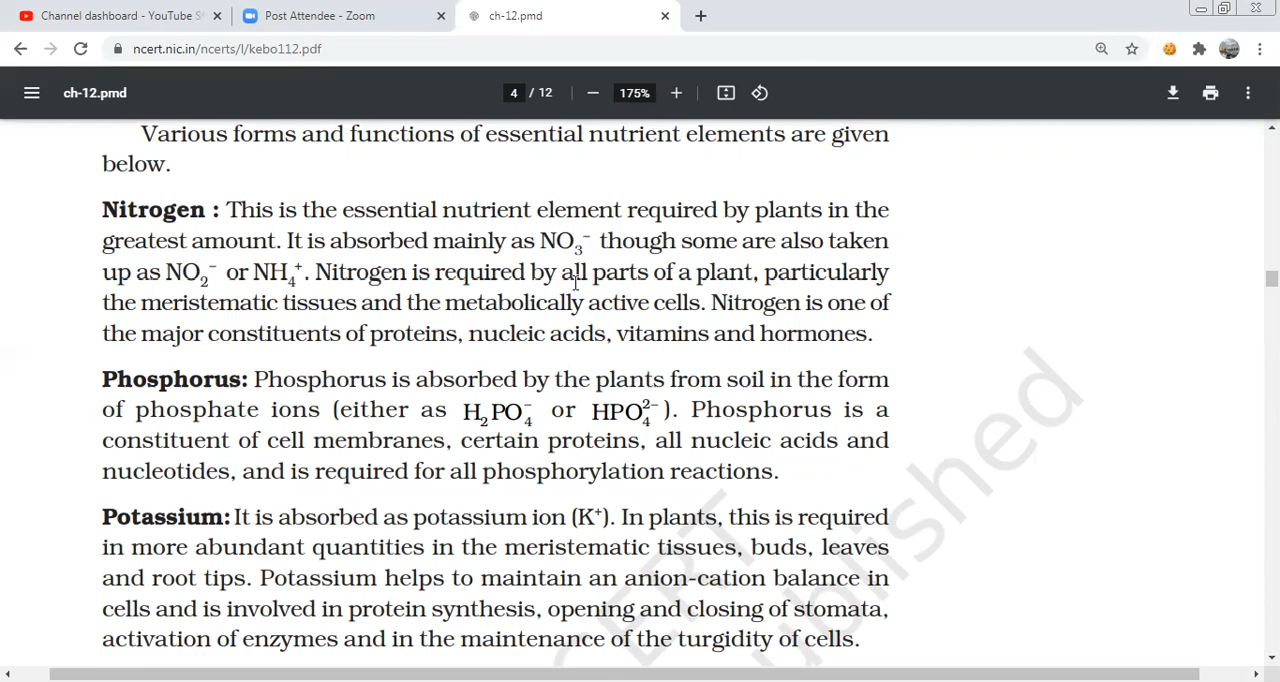 Channel dashboard - YouTube S
Post Attendee - Zoom
ch-12.pmd
ncert.nic.in/ncerts/l/kebo112.pdf
ch-12.pmd
4 / 12
175%
Various forms and functions of essential nutrient elements are given
below.
Nitrogen : This is the essential nutrient element required by plants in the
greatest amount. It is absorbed mainly as NO₃⁻ though some are also taken
up as NO₂⁻ or NH₄⁺. Nitrogen is required by all parts of a plant, particularly
the meristematic tissues and the metabolically active cells. Nitrogen is one of
the major constituents of proteins, nucleic acids, vitamins and hormones.
Phosphorus: Phosphorus is absorbed by the plants from soil in the form
of phosphate ions (either as H₂PO₄⁻ or HPO₄²⁻). Phosphorus is a
constituent of cell membranes, certain proteins, all nucleic acids and
nucleotides, and is required for all phosphorylation reactions.
Potassium: It is absorbed as potassium ion (K⁺). In plants, this is required
in more abundant quantities in the meristematic tissues, buds, leaves
and root tips. Potassium helps to maintain an anion-cation balance in
cells and is involved in protein synthesis, opening and closing of stomata,
activation of enzymes and in the maintenance of the turgidity of cells.